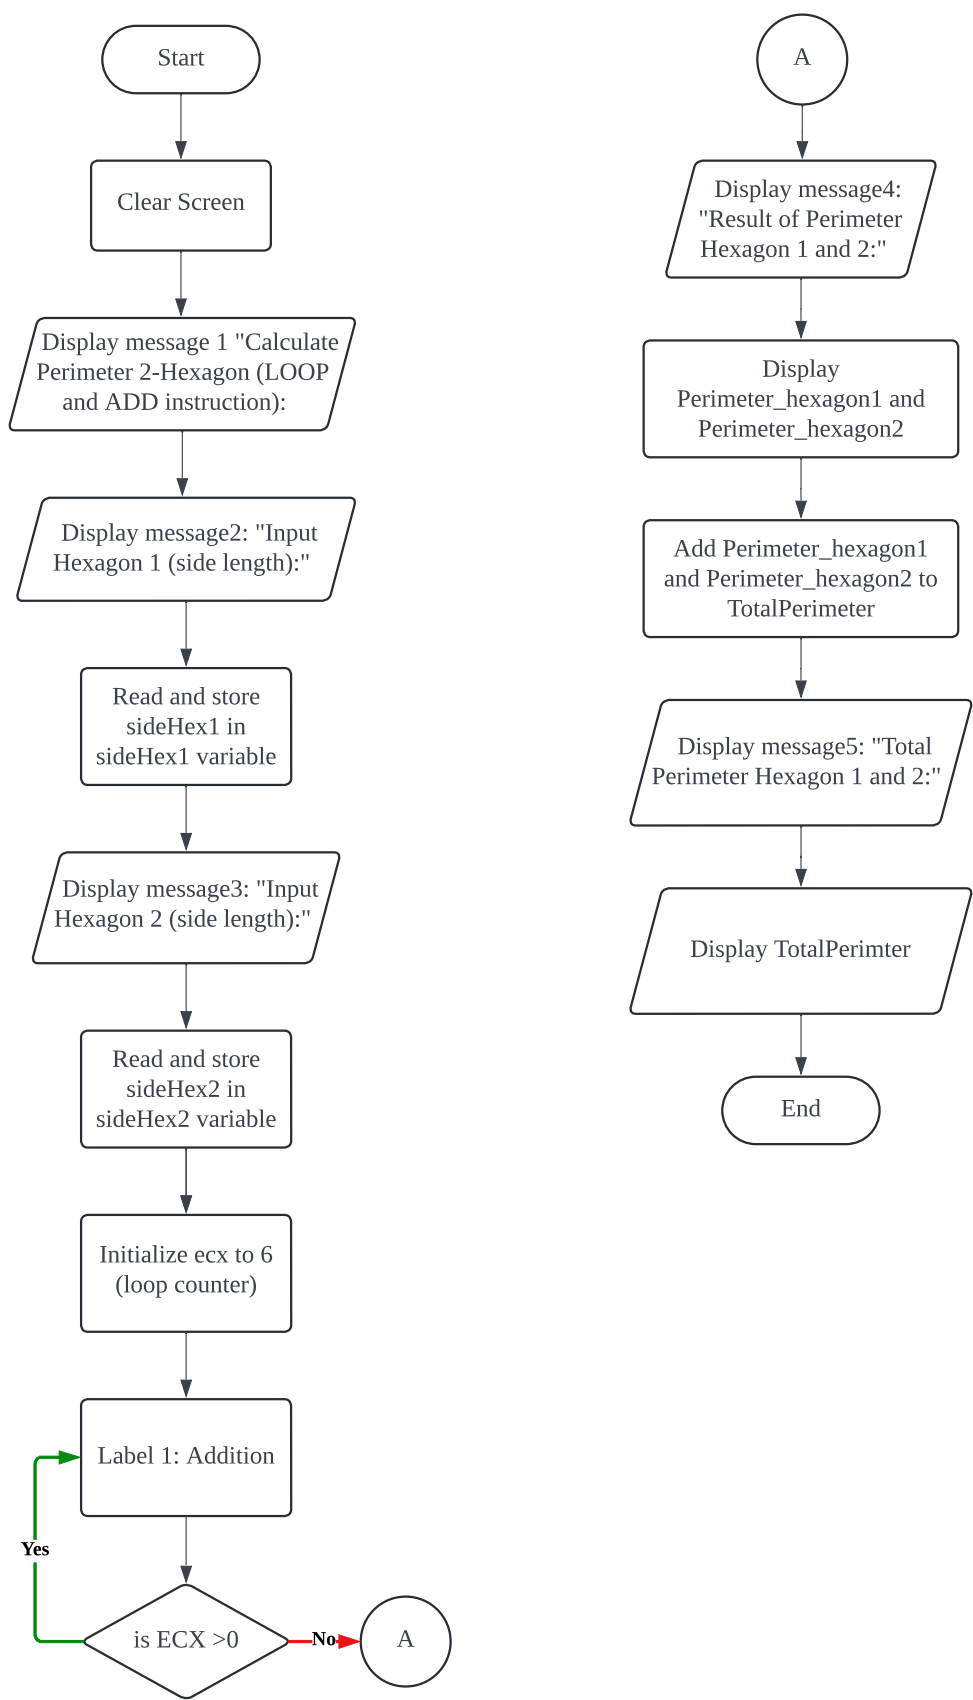 Start
Clear Screen
Display message 1 "Calculate
Perimeter 2-Hexagon (LOOP
and ADD instruction):
Display message2: "Input
Hexagon 1 (side length):"
Read and store
sideHex1 in
sideHex1 variable
Display message3: "Input
Hexagon 2 (side length):"
Read and store
sideHex2 in
sideHex2 variable
Initialize ecx to 6
(loop counter)
Label 1: Addition
Yes
is ECX >0
No
A
A
Display message4:
"Result of Perimeter
Hexagon 1 and 2:"
Display
Perimeter_hexagon1 and
Perimeter_hexagon2
Add Perimeter_hexagon1
and Perimeter_hexagon2 to
TotalPerimeter
Display message5: "Total
Perimeter Hexagon 1 and 2:"
Display TotalPerimter
End